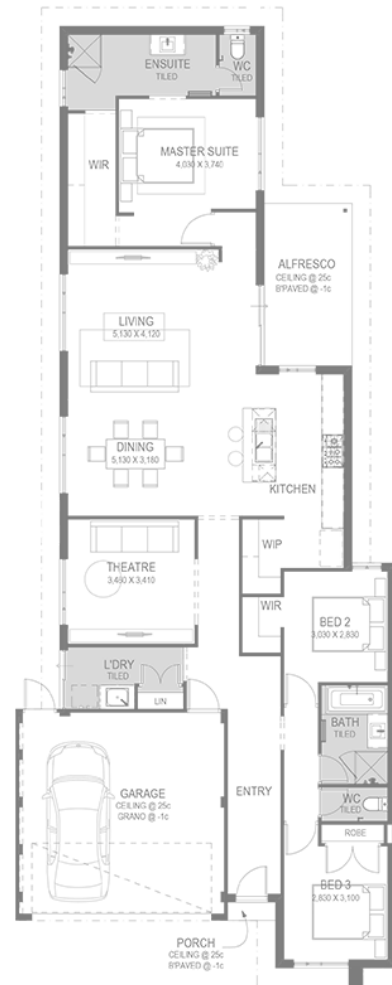 ENSUITE
TILED
WC
TILED
MASTER SUITE
4,030 X 3,740
WIR
ALFRESCO
CEILING @ 25c
B'PAVED @ -1c
LIVING
5,130 X 4,120
DINING
5,130 X 3,180
KITCHEN
WIP
THEATRE
3,460 X 3,410
WIR
BED 2
3,030 X 2,830
L'DRY
TILED
LIN
BATH
TILED
GARAGE
CEILING @ 25c
GRANO @ -1c
ENTRY
WC
TILED
ROBE
BED 3
2,830 X 3,100
PORCH
CEILING @ 25c
B'PAVED @ -1c